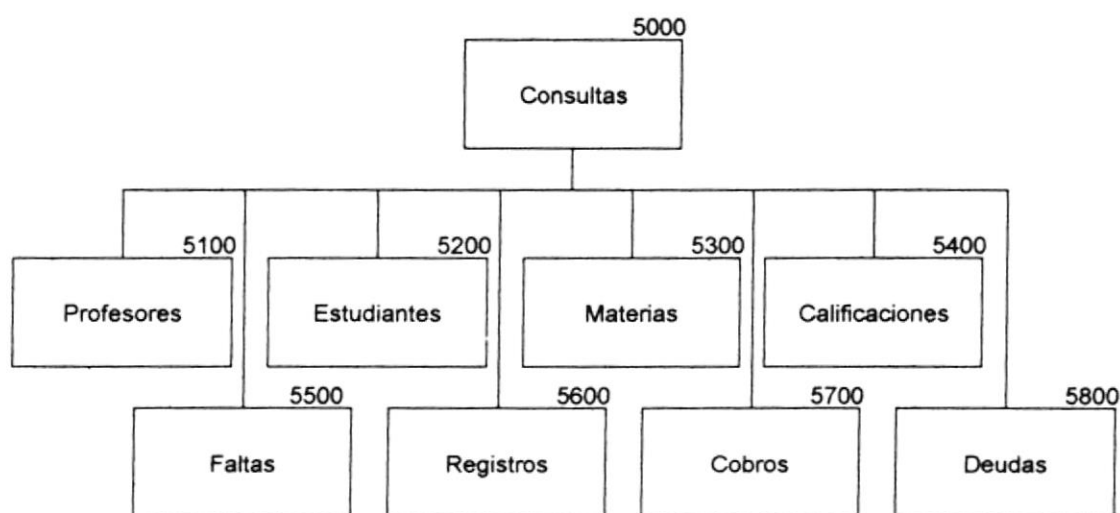 5000
Consultas
5100 5200 5300 5400
Profesores Estudiantes Materias Calificaciones
5500 5600 5700 5800
Faltas Registros Cobros Deudas